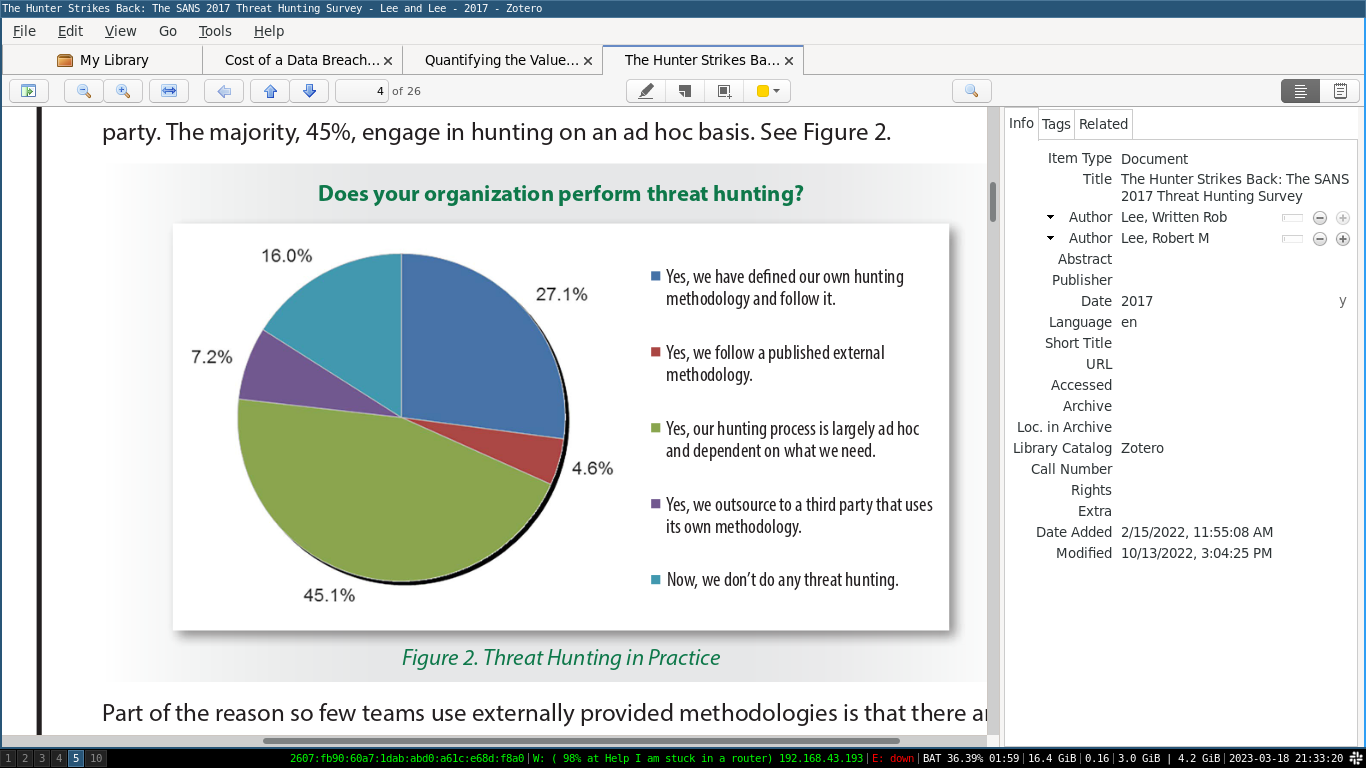 The Hunter Strikes Back: The SANS 2017 Threat Hunting Survey - Lee and Lee - 2017 - Zotero
File Edit View Go Tools Help
My Library Cost of a Data Breach... Quantifying the Value... The Hunter Strikes Ba...
4 of 26
party. The majority, 45%, engage in hunting on an ad hoc basis. See Figure 2.
Does your organization perform threat hunting?
16.0%
27.1%
7.2%
4.6%
45.1%
Yes, we have defined our own hunting
methodology and follow it.
Yes, we follow a published external
methodology.
Yes, our hunting process is largely ad hoc
and dependent on what we need.
Yes, we outsource to a third party that uses
its own methodology.
Now, we don't do any threat hunting.
Figure 2. Threat Hunting in Practice
Part of the reason so few teams use externally provided methodologies is that there
Info Tags Related
Item Type Document
Title The Hunter Strikes Back: The SANS
2017 Threat Hunting Survey
Author Lee, Written Rob
Author Lee, Robert M
Abstract
Publisher
Date 2017 y
Language en
Short Title
URL
Accessed
Archive
Loc. in Archive
Library Catalog Zotero
Call Number
Rights
Extra
Date Added 2/15/2022, 11:55:08 AM
Modified 10/13/2022, 3:04:25 PM
1 2 3 4 5 10 2607:fb90:60a7:1dab:abd0:a61c:e68d:f8a0|W: ( 98% at Help I am stuck in a router) 192.168.43.193|E: down|BAT 36.39% 01:59|16.4 GiB|0.16|3.0 GiB | 4.2 GiB|2023-03-18 21:33:20